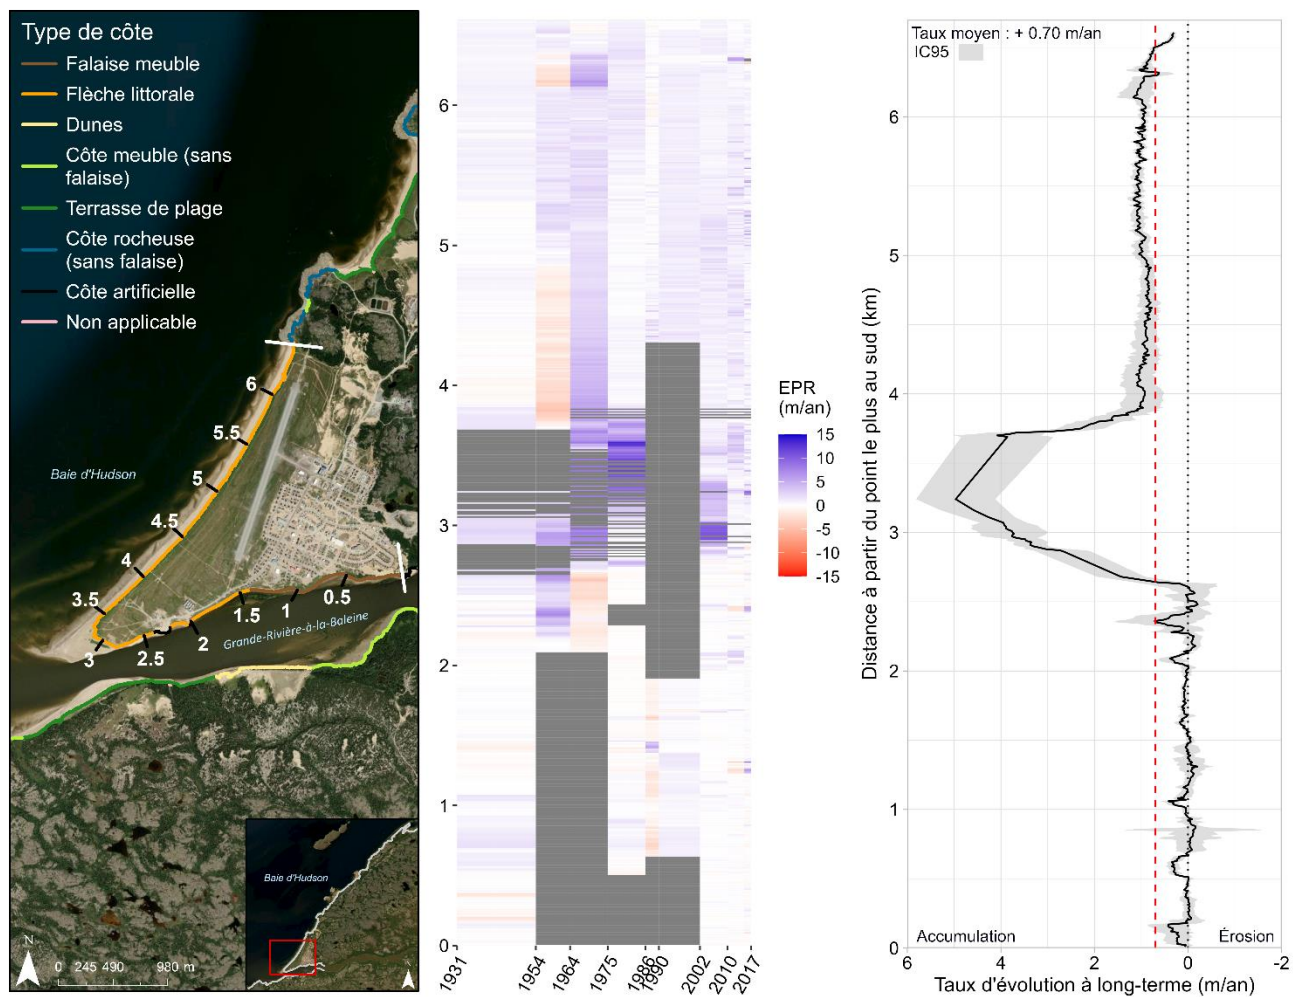 Type de côte
Falaise meuble
Flèche littorale
Dunes
Côte meuble (sans
falaise)
Terrasse de plage
Côte rocheuse
(sans falaise)
Côte artificielle
Non applicable
6
5.5
5
4.5
4
3.5
3
2.5
2
1.5
1
0.5
Baie d'Hudson
Grande-Rivière-à-la-Baleine
Baie d'Hudson
N
0 245 490 980 m
N
6
5
4
3
2
1
0
1931
1954
1964
1975
1986
1990
2002
2010
2017
EPR
(m/an)
15
10
5
0
-5
-10
-15
Distance à partir du point le plus au sud (km)
Taux moyen : + 0.70 m/an
IC95
6
5
4
3
2
1
0
Accumulation
Érosion
6
4
2
0
-2
Taux d'évolution à long-terme (m/an)